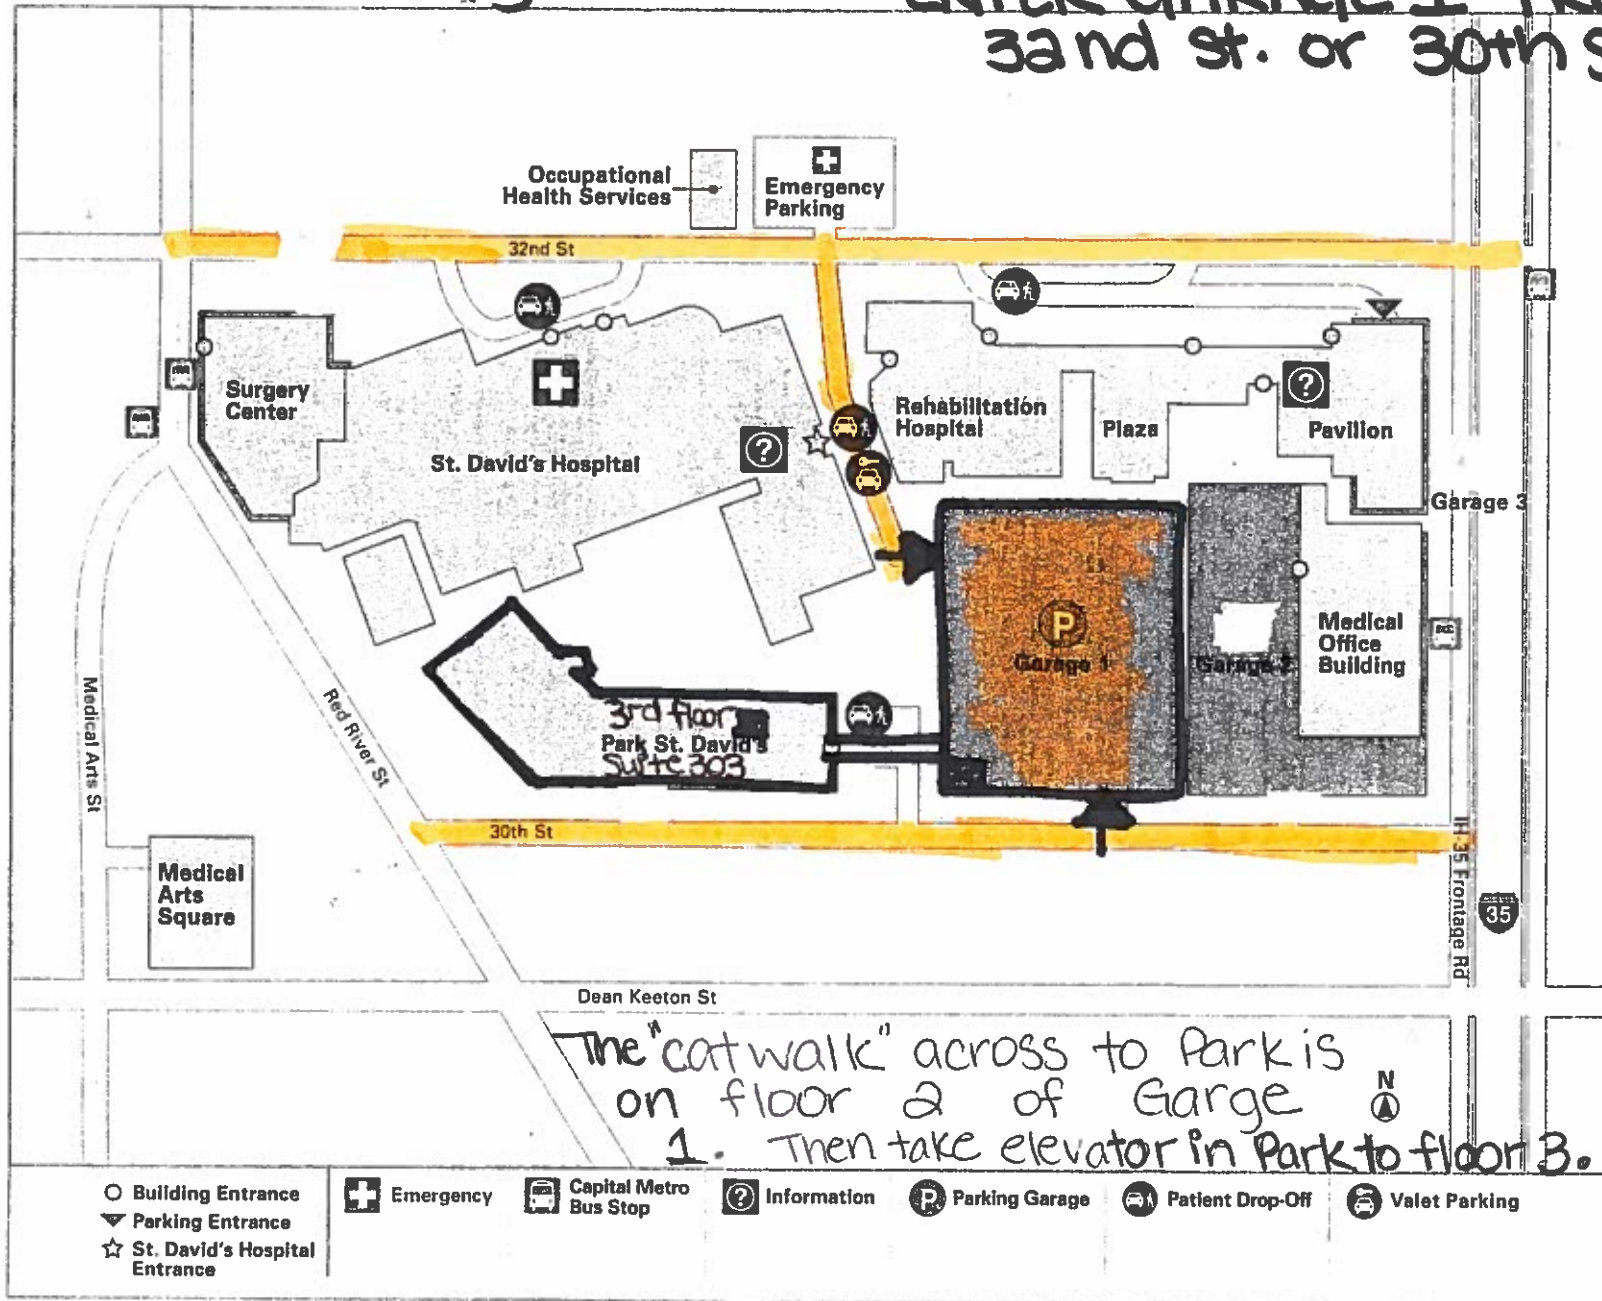 32nd St. or 30th S
Occupational
Health Services
Emergency
Parking
32nd St
Surgery
Center
St. David's Hospital
Rehabilitation
Hospital
Plaza
Pavilion
Garage 3
P
Garage 1
Garage 2
Medical
Office
Building
Medical Arts St
Red River St
3rd floor
Park St. David's
Suite 303
30th St
Medical
Arts
Square
IH-35 Frontage Rd
35
Dean Keeton St
The "catwalk" across to Park is
on floor 2 of Garge
1. Then take elevator in Park to floor 3.
N
Building Entrance
Parking Entrance
St. David's Hospital
Entrance
Emergency
Capital Metro
Bus Stop
? Information
P Parking Garage
Patient Drop-Off
Valet Parking